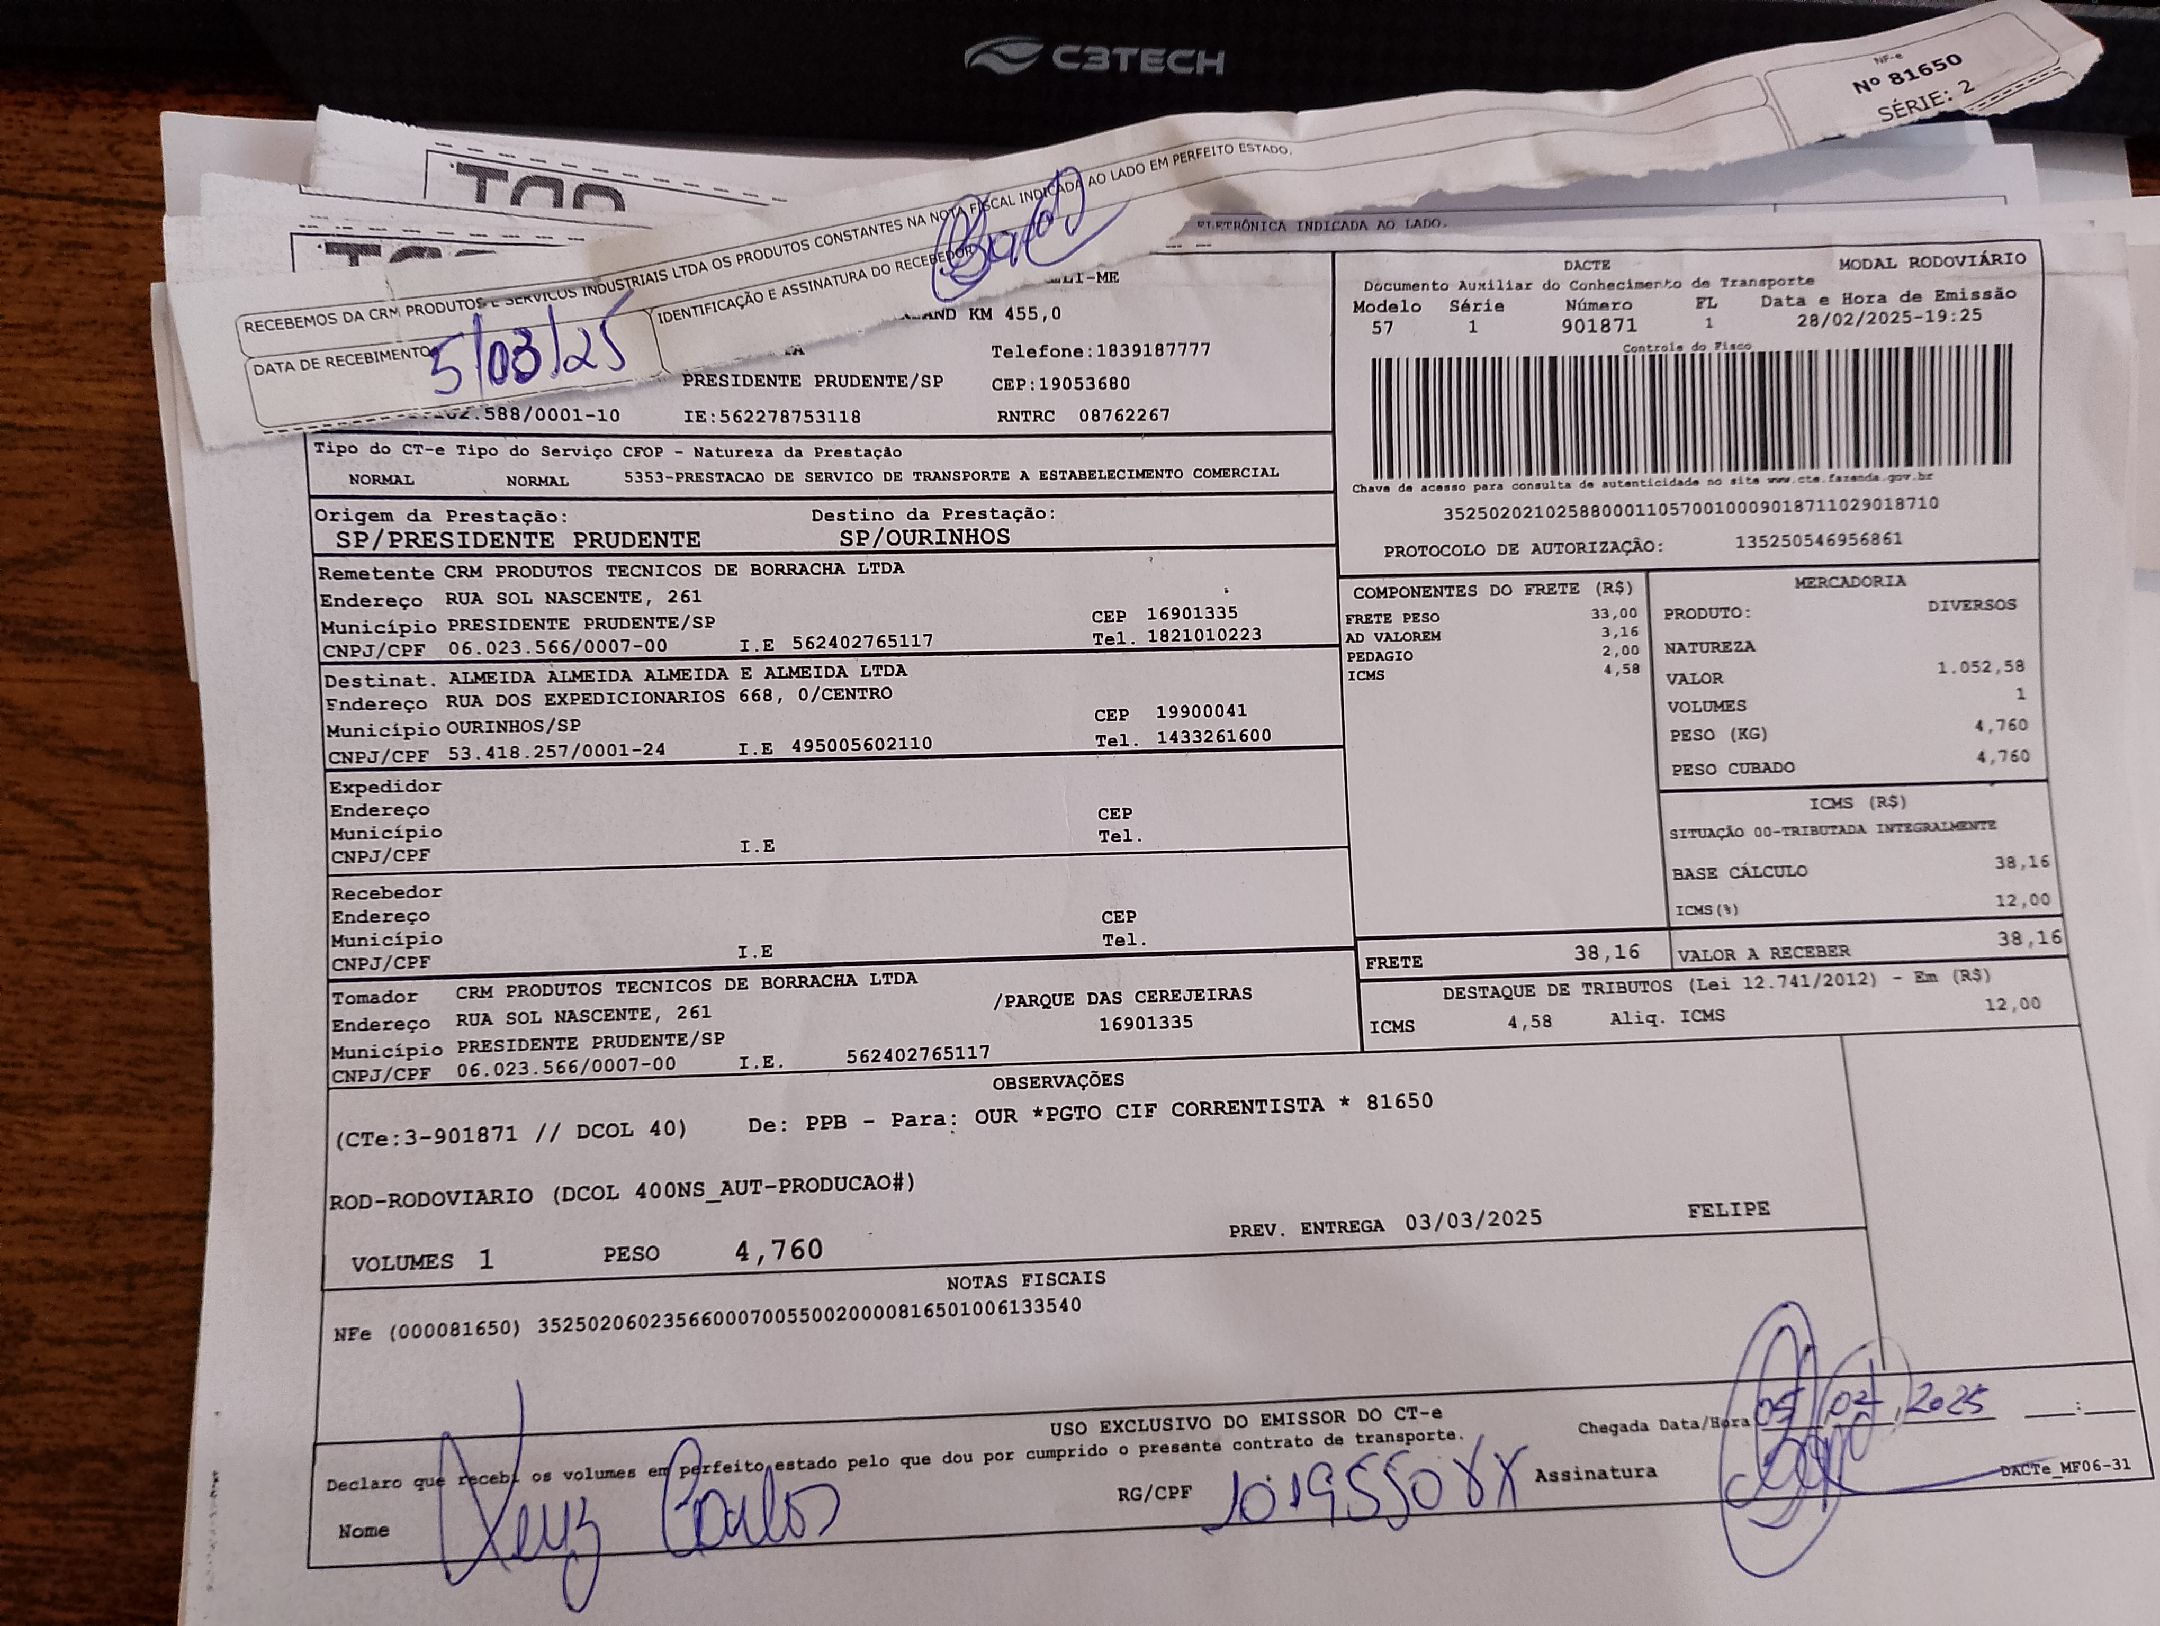 C3TECH
NF-e
Nº 81650
SÉRIE: 2
RECEBEMOS DA CRM PRODUTOS E SERVICOS INDUSTRIAIS LTDA OS PRODUTOS CONSTANTES NA NOTA FISCAL INDICADA AO LADO EM PERFEITO ESTADO.
DATA DE RECEBIMENTO
5/03/25
IDENTIFICAÇÃO E ASSINATURA DO RECEBEDOR
ELETRÔNICA INDICADA AO LADO.
KM 455,0
Telefone:1839187777
PRESIDENTE PRUDENTE/SP CEP:19053680
.588/0001-10 IE:562278753118 RNTRC 08762267
DACTE MODAL RODOVIÁRIO
Documento Auxiliar do Conhecimento de Transporte
Modelo Série Número FL Data e Hora de Emissão
57 1 901871 1 28/02/2025-19:25
Controle do Fisco
Chave de acesso para consulta de autenticidade no site www.cte.fazenda.gov.br
35250202102588000110570010009018711029018710
PROTOCOLO DE AUTORIZAÇÃO: 135250546956861
Tipo do CT-e Tipo do Serviço CFOP - Natureza da Prestação
NORMAL NORMAL 5353-PRESTACAO DE SERVICO DE TRANSPORTE A ESTABELECIMENTO COMERCIAL
Origem da Prestação: Destino da Prestação:
SP/PRESIDENTE PRUDENTE SP/OURINHOS
Remetente CRM PRODUTOS TECNICOS DE BORRACHA LTDA
Endereço RUA SOL NASCENTE, 261
Município PRESIDENTE PRUDENTE/SP CEP 16901335
CNPJ/CPF 06.023.566/0007-00 I.E 562402765117 Tel. 1821010223
Destinat. ALMEIDA ALMEIDA ALMEIDA E ALMEIDA LTDA
Endereço RUA DOS EXPEDICIONARIOS 668, 0/CENTRO
Município OURINHOS/SP CEP 19900041
CNPJ/CPF 53.418.257/0001-24 I.E 495005602110 Tel. 1433261600
Expedidor
Endereço CEP
Município Tel.
CNPJ/CPF I.E
Recebedor
Endereço CEP
Município Tel.
CNPJ/CPF I.E
Tomador CRM PRODUTOS TECNICOS DE BORRACHA LTDA
Endereço RUA SOL NASCENTE, 261 /PARQUE DAS CEREJEIRAS
Município PRESIDENTE PRUDENTE/SP 16901335
CNPJ/CPF 06.023.566/0007-00 I.E. 562402765117
COMPONENTES DO FRETE (R$)
FRETE PESO 33,00
AD VALOREM 3,16
PEDAGIO 2,00
ICMS 4,58
MERCADORIA
PRODUTO: DIVERSOS
NATUREZA
VALOR 1.052,58
VOLUMES 1
PESO (KG) 4,760
PESO CUBADO 4,760
ICMS (R$)
SITUAÇÃO 00-TRIBUTADA INTEGRALMENTE
BASE CÁLCULO 38,16
ICMS(%) 12,00
FRETE 38,16 VALOR A RECEBER 38,16
DESTAQUE DE TRIBUTOS (Lei 12.741/2012) - Em (R$)
ICMS 4,58 Aliq. ICMS 12,00
OBSERVAÇÕES
(CTe:3-901871 // DCOL 40) De: PPB - Para: OUR *PGTO CIF CORRENTISTA * 81650
ROD-RODOVIARIO (DCOL 400NS_AUT-PRODUCAO#)
PREV. ENTREGA 03/03/2025 FELIPE
VOLUMES 1 PESO 4,760
NOTAS FISCAIS
NFe (000081650) 35250206023566000700550020000816501006133540
USO EXCLUSIVO DO EMISSOR DO CT-e
Declaro que recebi os volumes em perfeito estado pelo que dou por cumprido o presente contrato de transporte.
Chegada Data/Hora 2025 :
Nome Carlos RG/CPF Assinatura
DACTe_MF06-31